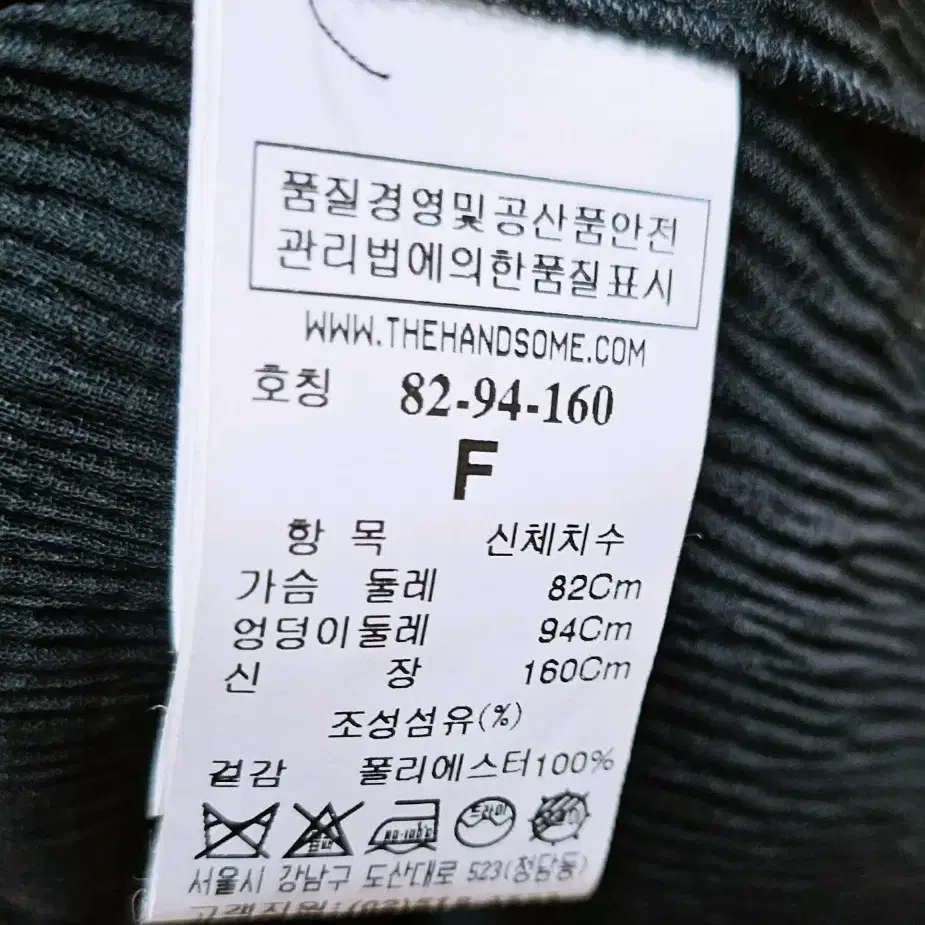 품질경영및공산품안전
관리법에의한품질표시
WWW.THEHANDSOME.COM
호칭 82-94-160
F
항 목 신체치수
가슴 둘레 82Cm
엉덩이둘레 94Cm
신 장 160Cm
조성섬유(%)
겉감 폴리에스터100%
드라이
서울시 강남구 도산대로 523(청담동)